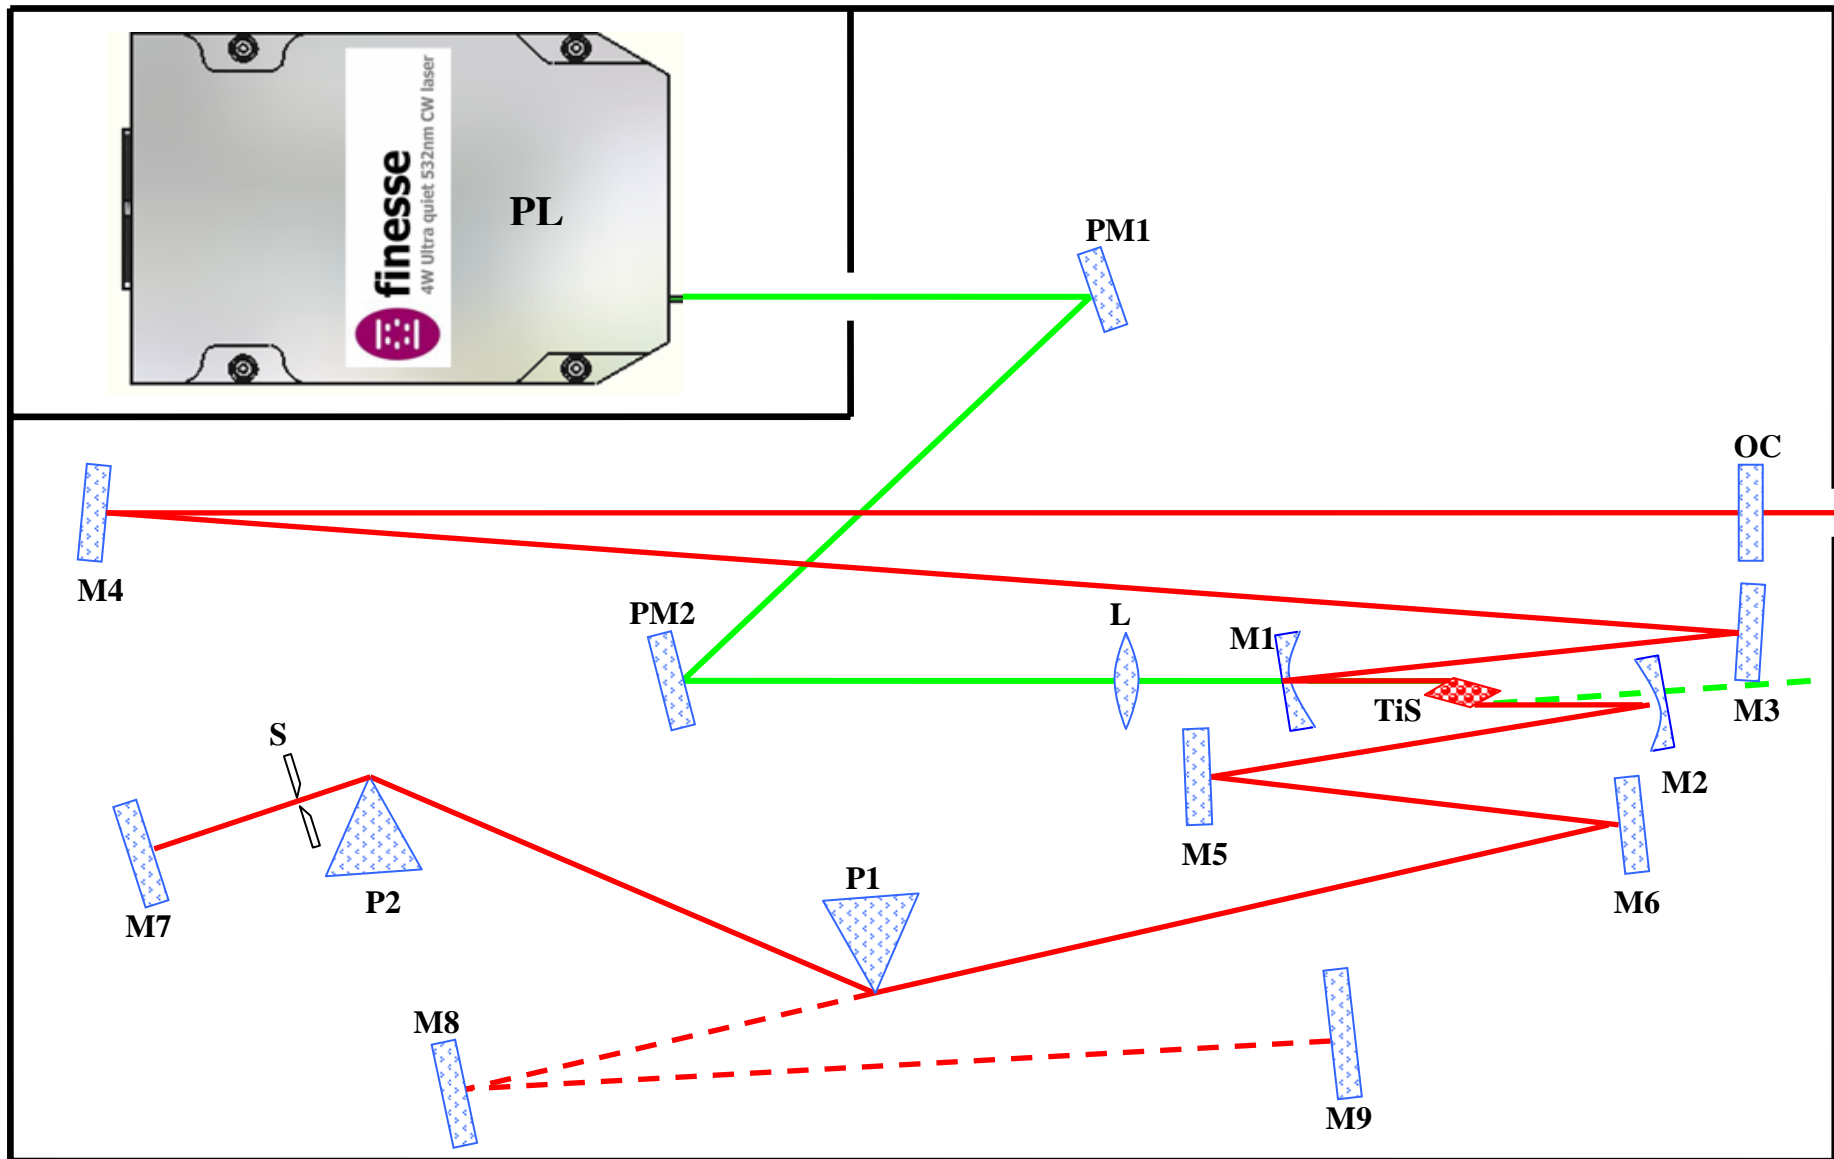 finesse
4W Ultra quiet 532nm CW laser
PL
PM1
OC
M4
PM2
L
M1
TiS
M3
S
M2
M5
P1
P2
M6
M7
M8
M9